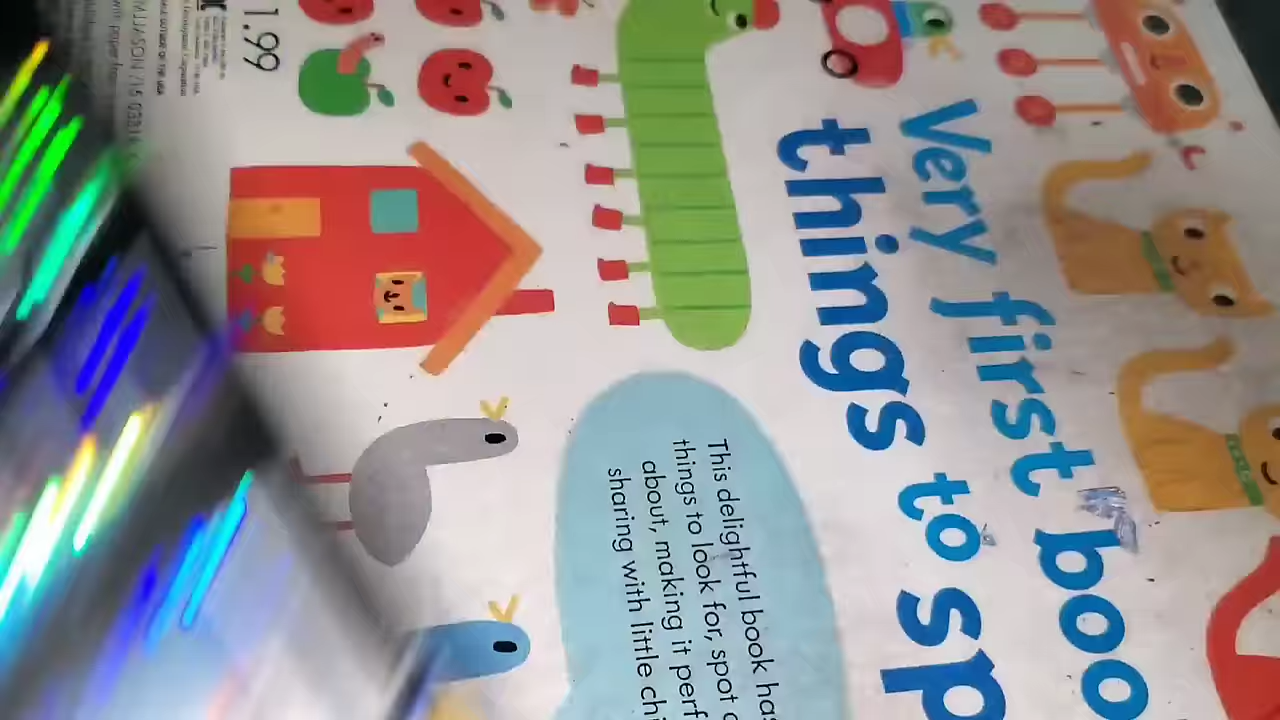 Very first boo
things to sp
This delightful book has
things to look for, spot
about, making it perf
sharing with little chi
1.99